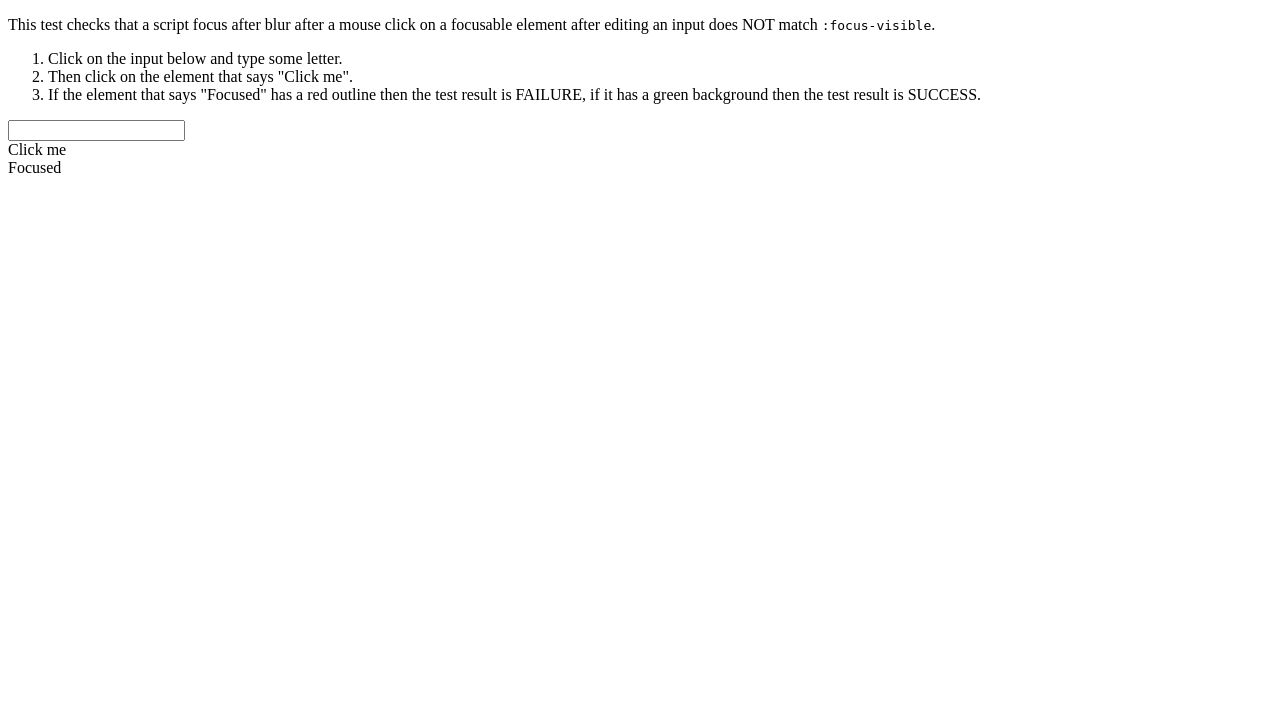 This test checks that a script focus after blur after a mouse click on a focusable element after editing an input does NOT match :focus-visible.
1. Click on the input below and type some letter.
2. Then click on the element that says "Click me".
3. If the element that says "Focused" has a red outline then the test result is FAILURE, if it has a green background then the test result is SUCCESS.
Click me
Focused